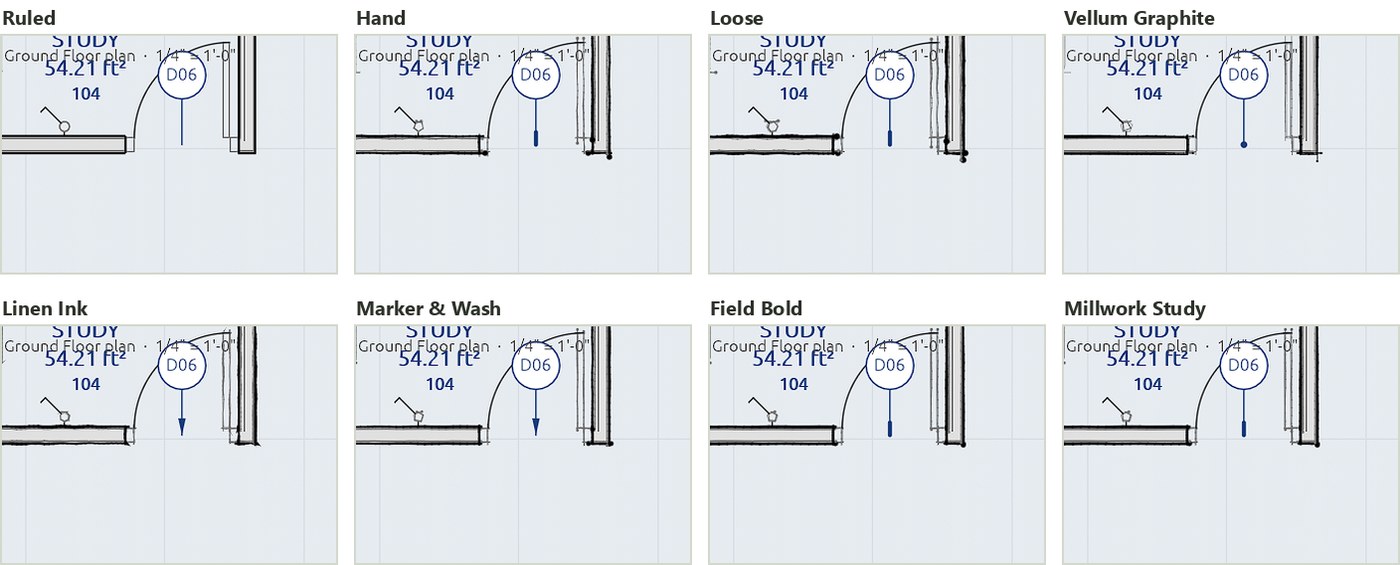 Ruled
STUDY
Ground Floor plan · 1/4" = 1'-0"
54.21 ft²
D06
104
Hand
STUDY
Ground Floor plan · 1/4" = 1'-0"
54.21 ft²
D06
104
Loose
STUDY
Ground Floor plan · 1/4" = 1'-0"
54.21 ft²
D06
104
Vellum Graphite
STUDY
Ground Floor plan · 1/4" = 1'-0"
54.21 ft²
D06
104
Linen Ink
STUDY
Ground Floor plan · 1/4" = 1'-0"
54.21 ft²
D06
104
Marker & Wash
STUDY
Ground Floor plan · 1/4" = 1'-0"
54.21 ft²
D06
104
Field Bold
STUDY
Ground Floor plan · 1/4" = 1'-0"
54.21 ft²
D06
104
Millwork Study
STUDY
Ground Floor plan · 1/4" = 1'-0"
54.21 ft²
D06
104